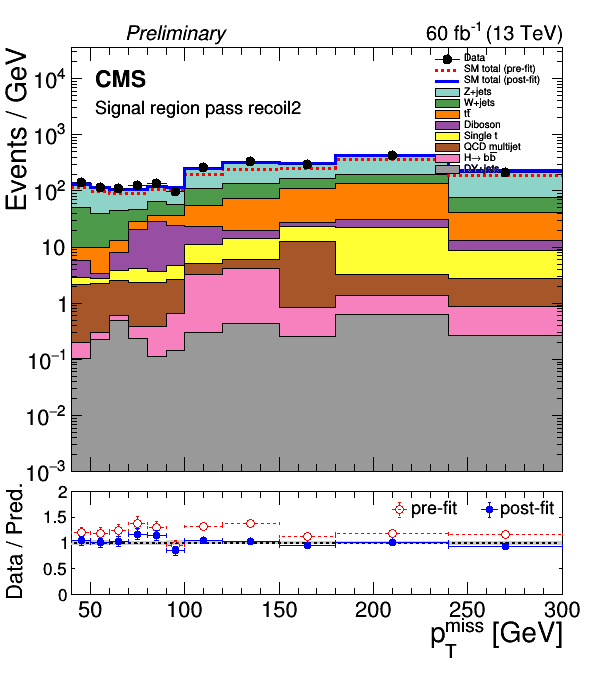 Preliminary
60 fb⁻¹ (13 TeV)
CMS
Signal region pass recoil2
Data
SM total (pre-fit)
SM total (post-fit)
Z+jets
W+jets
tt̅
Diboson
Single t
QCD multijet
H→ bb̅
DY+jets
Events / GeV
10⁴
10³
10²
10
1
10⁻¹
10⁻²
10⁻³
pre-fit
post-fit
Data / Pred.
2
1.5
1
0.5
0
50 100 150 200 250 300
p_T^miss [GeV]